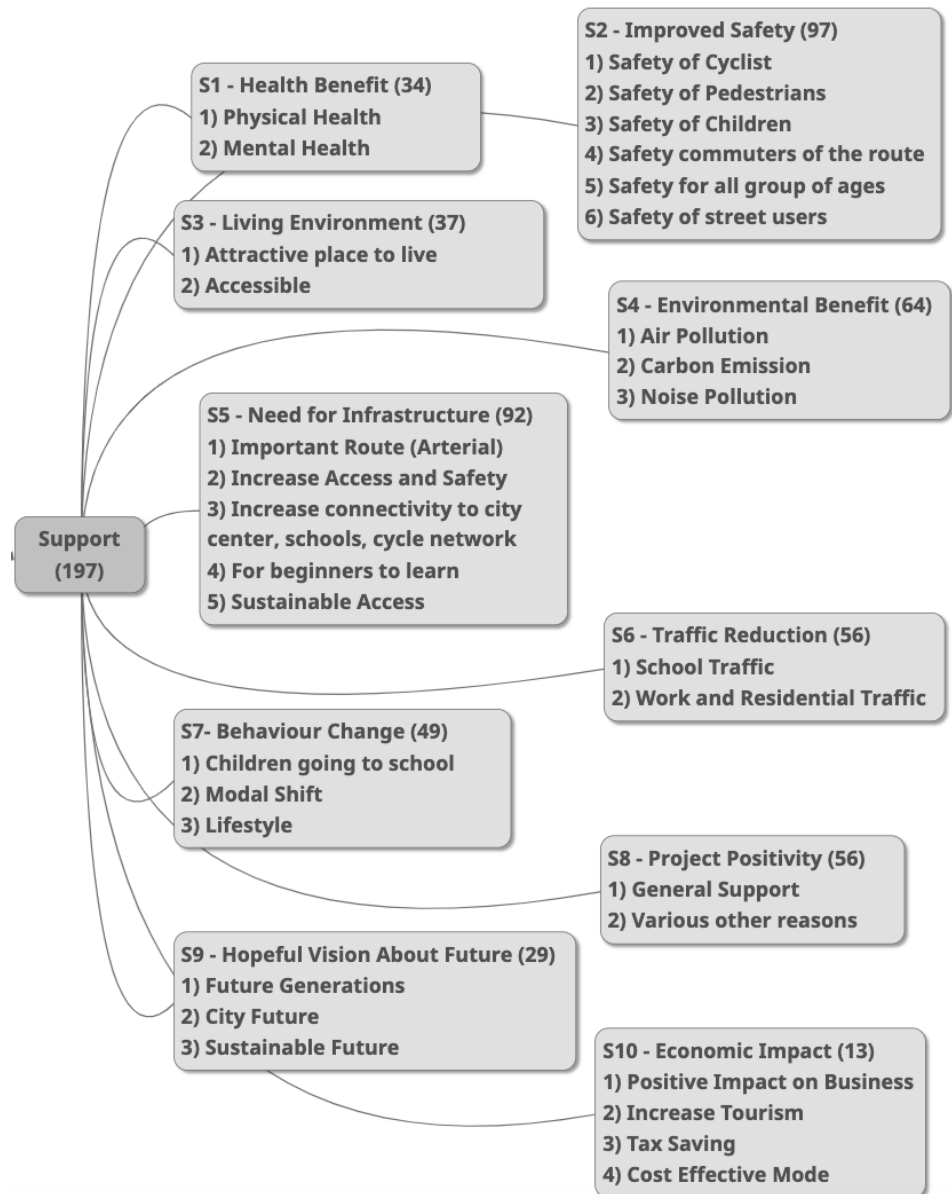 S2 - Improved Safety (97)
1) Safety of Cyclist
2) Safety of Pedestrians
3) Safety of Children
4) Safety commuters of the route
5) Safety for all group of ages
6) Safety of street users
S1 - Health Benefit (34)
1) Physical Health
2) Mental Health
S3 - Living Environment (37)
1) Attractive place to live
2) Accessible
S4 - Environmental Benefit (64)
1) Air Pollution
2) Carbon Emission
3) Noise Pollution
S5 - Need for Infrastructure (92)
1) Important Route (Arterial)
2) Increase Access and Safety
3) Increase connectivity to city
center, schools, cycle network
4) For beginners to learn
5) Sustainable Access
Support
(197)
S6 - Traffic Reduction (56)
1) School Traffic
2) Work and Residential Traffic
S7- Behaviour Change (49)
1) Children going to school
2) Modal Shift
3) Lifestyle
S8 - Project Positivity (56)
1) General Support
2) Various other reasons
S9 - Hopeful Vision About Future (29)
1) Future Generations
2) City Future
3) Sustainable Future
S10 - Economic Impact (13)
1) Positive Impact on Business
2) Increase Tourism
3) Tax Saving
4) Cost Effective Mode